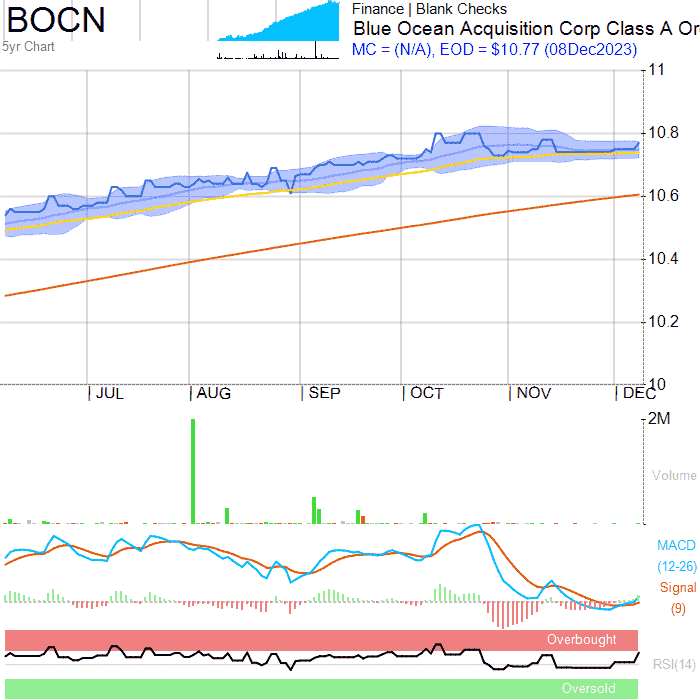 BOCN
5yr Chart
Finance | Blank Checks
Blue Ocean Acquisition Corp Class A Or
MC = (N/A), EOD = $10.77 (08Dec2023)
11
10.8
10.6
10.4
10.2
10
| JUL | AUG | SEP | OCT | NOV | DEC
2M
Volume
MACD
(12-26)
Signal
(9)
Overbought
RSI(14)
Oversold